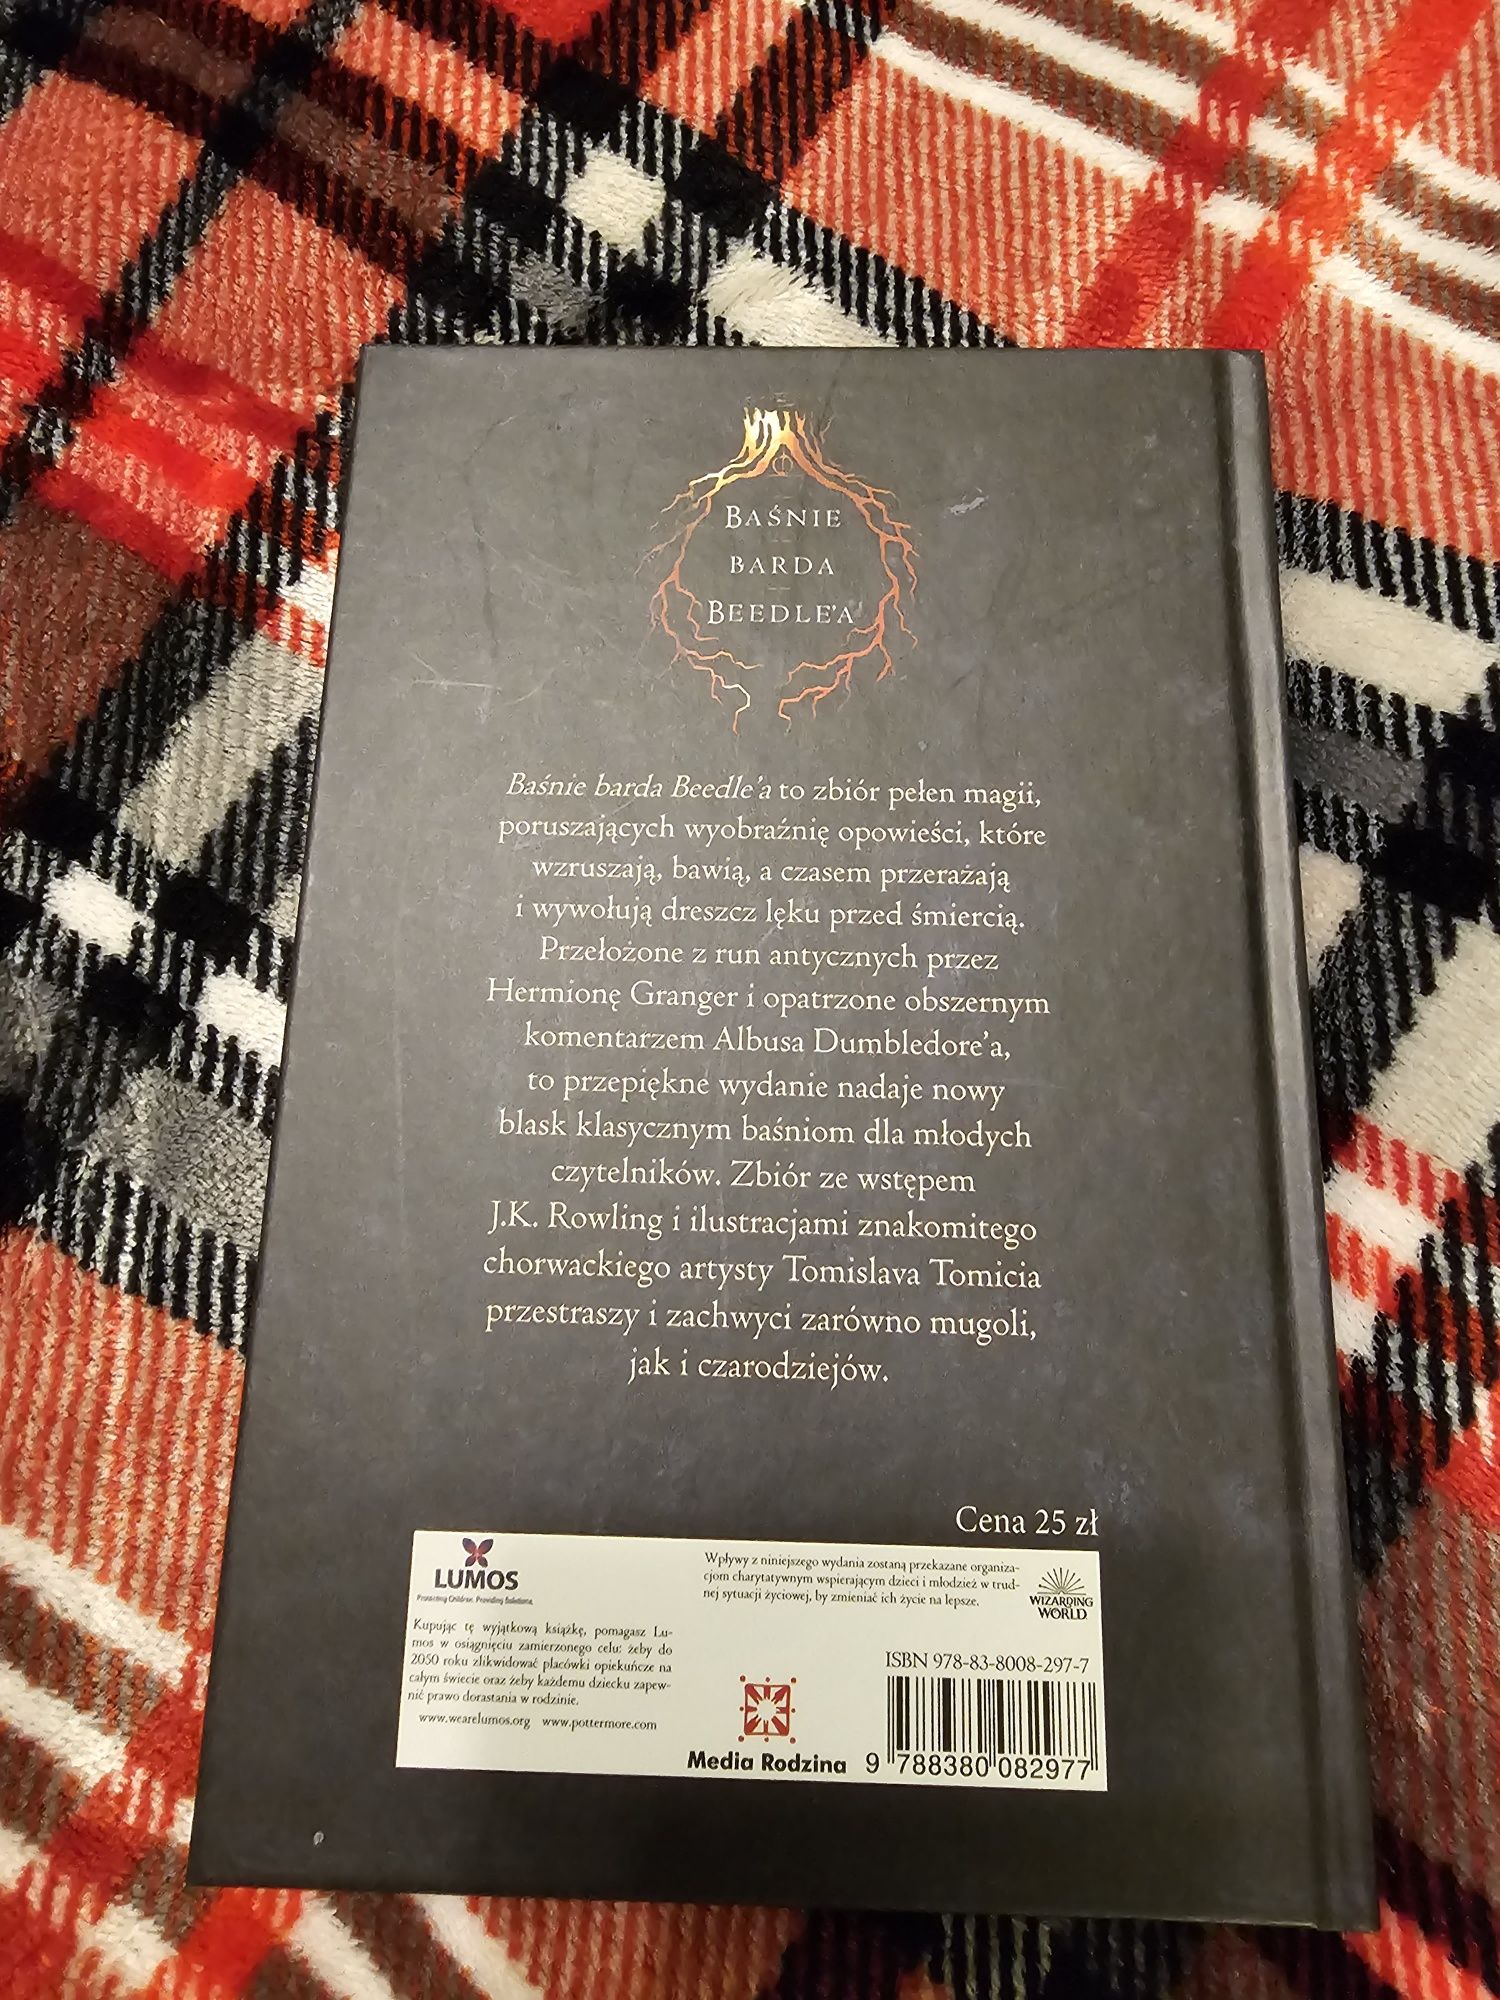 BAŚNIE
BARDA
BEEDLE'A
Baśnie barda Beedle'a to zbiór pełen magii,
poruszających wyobraźnię opowieści, które
wzruszają, bawią, a czasem przerażają
i wywołują dreszcz lęku przed śmiercią.
Przełożone z run antycznych przez
Hermionę Granger i opatrzone obszernym
komentarzem Albusa Dumbledore'a,
to przepiękne wydanie nadaje nowy
blask klasycznym baśniom dla młodych
czytelników. Zbiór ze wstępem
J.K. Rowling i ilustracjami znakomitego
chorwackiego artysty Tomislava Tomicia
przestraszy i zachwyci zarówno mugoli,
jak i czarodziejów.
Cena 25 zł
LUMOS
Protecting Children. Providing Solutions.
Kupując tę wyjątkową książkę, pomagasz Lu-
mos w osiągnięciu zamierzonego celu: żeby do
2050 roku zlikwidować placówki opiekuńcze na
całym świecie oraz żeby każdemu dziecku zapew-
nić prawo dorastania w rodzinie.
www.wearelumos.org www.pottermore.com
Wpływy z niniejszego wydania zostaną przekazane organiza-
cjom charytatywnym wspierającym dzieci i młodzież w trud-
nej sytuacji życiowej, by zmieniać ich życie na lepsze.
WIZARDING
WORLD
Media Rodzina
ISBN 978-83-8008-297-7
9 788380 082977